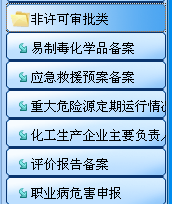 非许可审批类
易制毒化学品备案
应急救援预案备案
重大危险源定期运行情
化工生产企业主要负责
评价报告备案
职业病危害申报